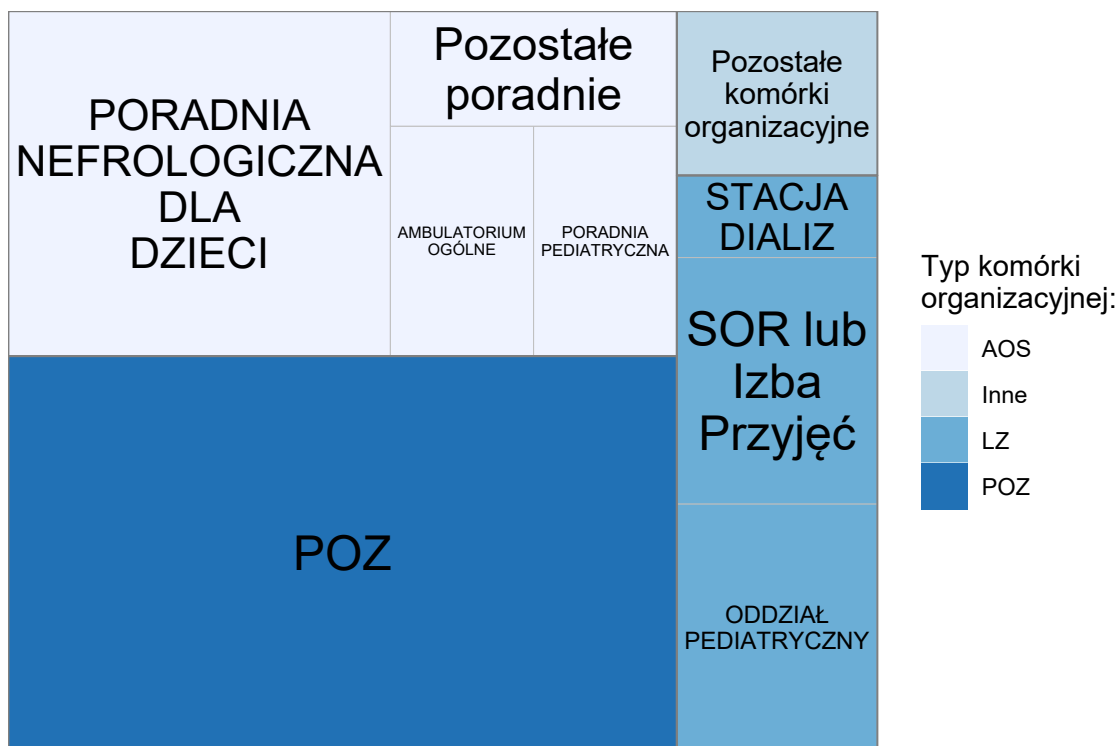 PORADNIA
NEFROLOGICZNA
DLA
DZIECI
Pozostałe
poradnie
AMBULATORIUM
OGÓLNE
PORADNIA
PEDIATRYCZNA
POZ
Pozostałe
komórki
organizacyjne
STACJA
DIALIZ
SOR lub
Izba
Przyjęć
ODDZIAŁ
PEDIATRYCZNY
Typ komórki
organizacyjnej:
AOS
Inne
LZ
POZ